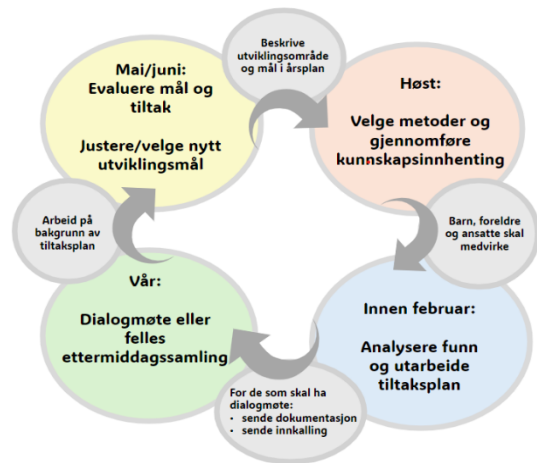 Beskrive
utviklingsområde
og mål i årsplan
Mai/juni:
Evaluere mål og
tiltak
Justere/velge nytt
utviklingsmål
Høst:
Velge metoder og
gjennomføre
kunnskapsinnhenting
Arbeid på
bakgrunn av
tiltaksplan
Barn, foreldre
og ansatte skal
medvirke
Vår:
Dialogmøte eller
felles
ettermiddagssamling
Innen februar:
Analysere funn
og utarbeide
tiltaksplan
For de som skal ha
dialogmøte:
• sende dokumentasjon
• sende innkalling